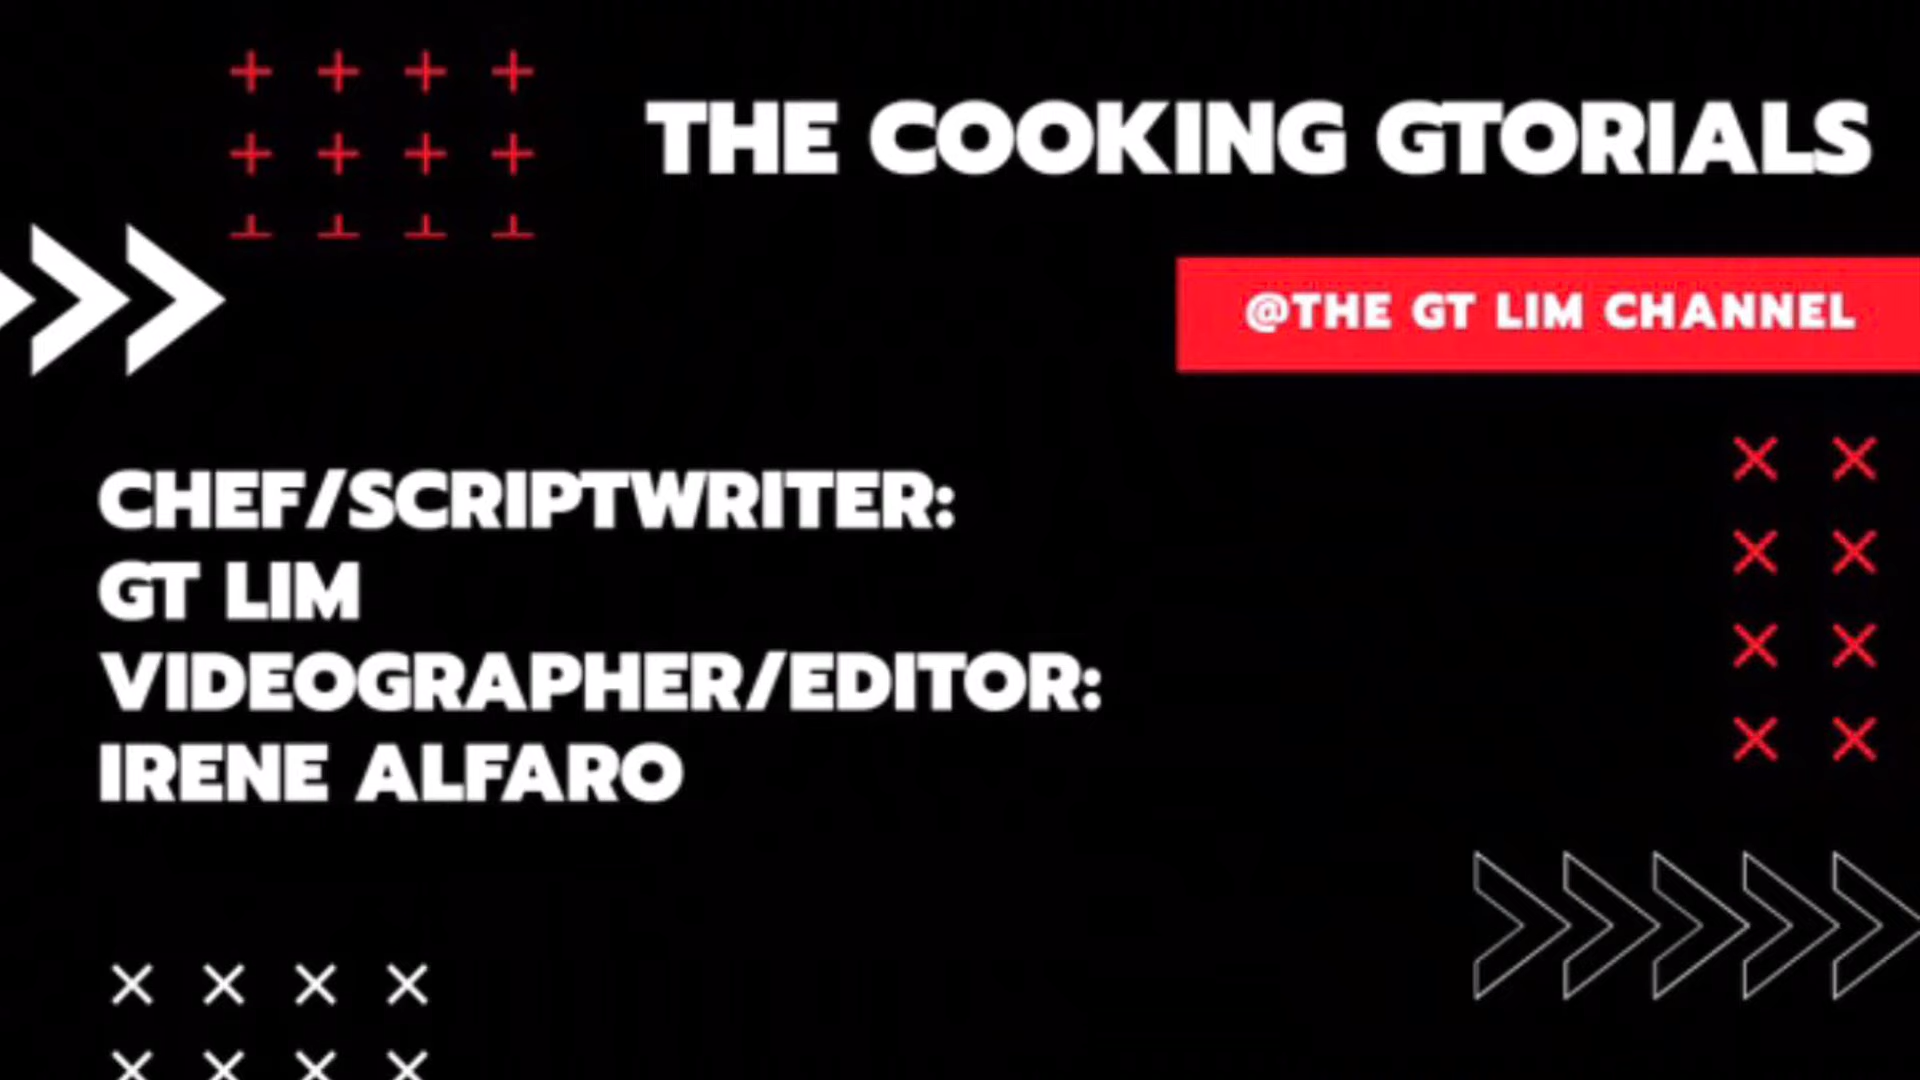 THE COOKING GTORIALS
@THE GT LIM CHANNEL
CHEF/SCRIPTWRITER:
GT LIM
VIDEOGRAPHER/EDITOR:
IRENE ALFARO